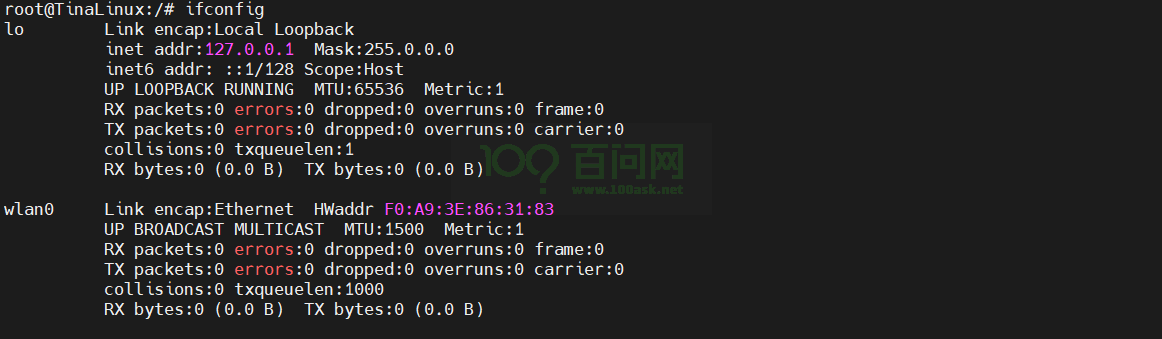 root@TinaLinux:/# ifconfig
lo        Link encap:Local Loopback
          inet addr:127.0.0.1  Mask:255.0.0.0
          inet6 addr: ::1/128 Scope:Host
          UP LOOPBACK RUNNING  MTU:65536  Metric:1
          RX packets:0 errors:0 dropped:0 overruns:0 frame:0
          TX packets:0 errors:0 dropped:0 overruns:0 carrier:0
          collisions:0 txqueuelen:1
          RX bytes:0 (0.0 B)  TX bytes:0 (0.0 B)
百问网
www.100ask.net
wlan0     Link encap:Ethernet  HWaddr F0:A9:3E:86:31:83
          UP BROADCAST MULTICAST  MTU:1500  Metric:1
          RX packets:0 errors:0 dropped:0 overruns:0 frame:0
          TX packets:0 errors:0 dropped:0 overruns:0 carrier:0
          collisions:0 txqueuelen:1000
          RX bytes:0 (0.0 B)  TX bytes:0 (0.0 B)